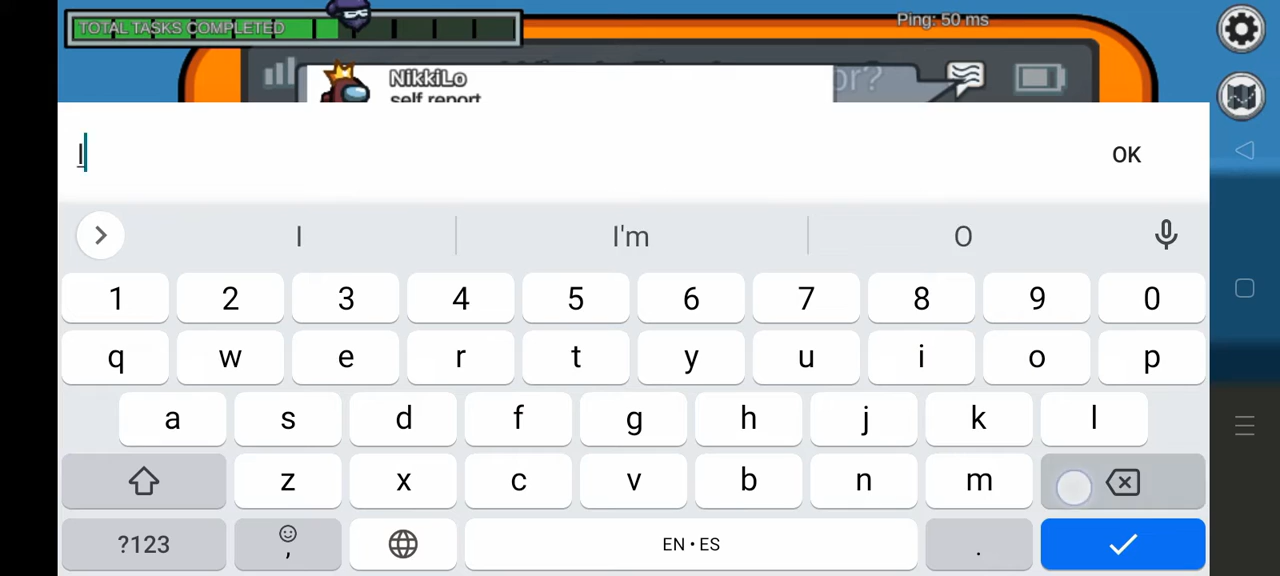 TOTAL TASKS COMPLETED
Ping: 50 ms
NikkiLo
or?
self report
I
OK
I
I'm
O
1 2 3 4 5 6 7 8 9 0
q w e r t y u i o p
a s d f g h j k l
z x c v b n m
?123
,
EN • ES
.